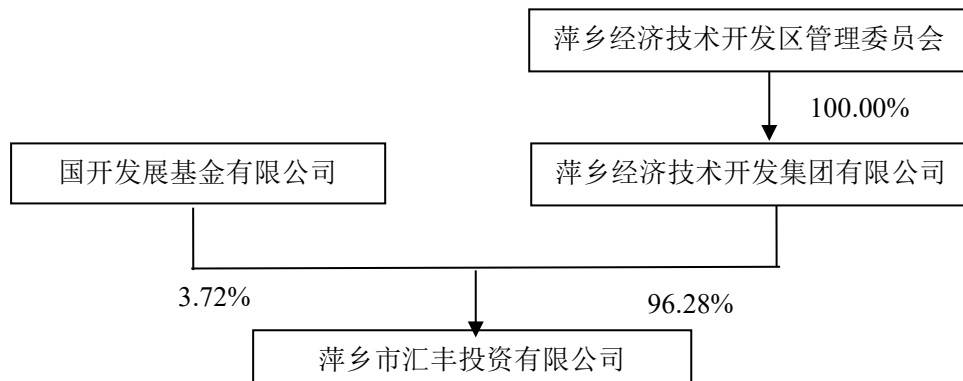 萍乡经济技术开发区管理委员会
100.00%
国开发展基金有限公司
萍乡经济技术开发集团有限公司
3.72%
96.28%
萍乡市汇丰投资有限公司